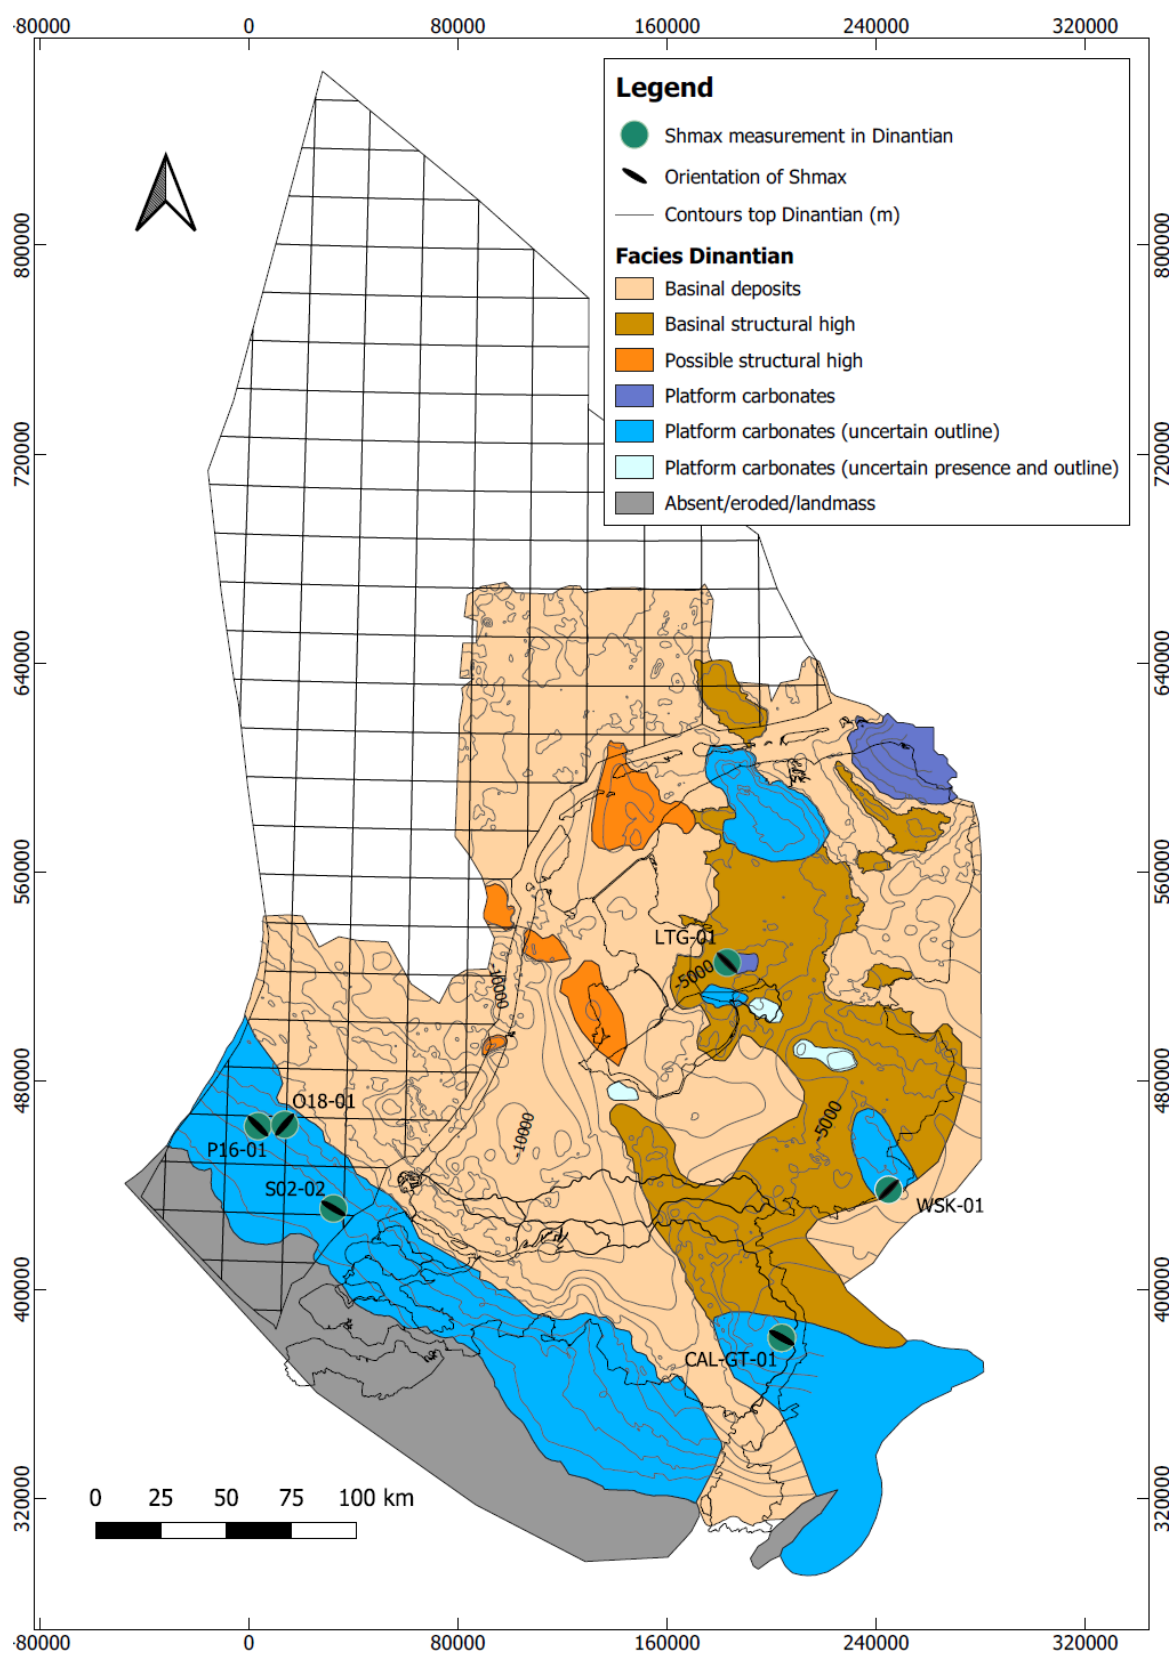 -80000 0 80000 160000 240000 320000
Legend
Shmax measurement in Dinantian
Orientation of Shmax
Contours top Dinantian (m)
Facies Dinantian
Basinal deposits
Basinal structural high
Possible structural high
Platform carbonates
Platform carbonates (uncertain outline)
Platform carbonates (uncertain presence and outline)
Absent/eroded/landmass
800000 800000
720000 720000
640000 640000
560000 560000
LTG-01
-5000
-10000
480000 480000
O18-01
P16-01
-10000
-5000
S02-02
WSK-01
400000 400000
CAL-GT-01
320000 320000
0 25 50 75 100 km
-80000 0 80000 160000 240000 320000